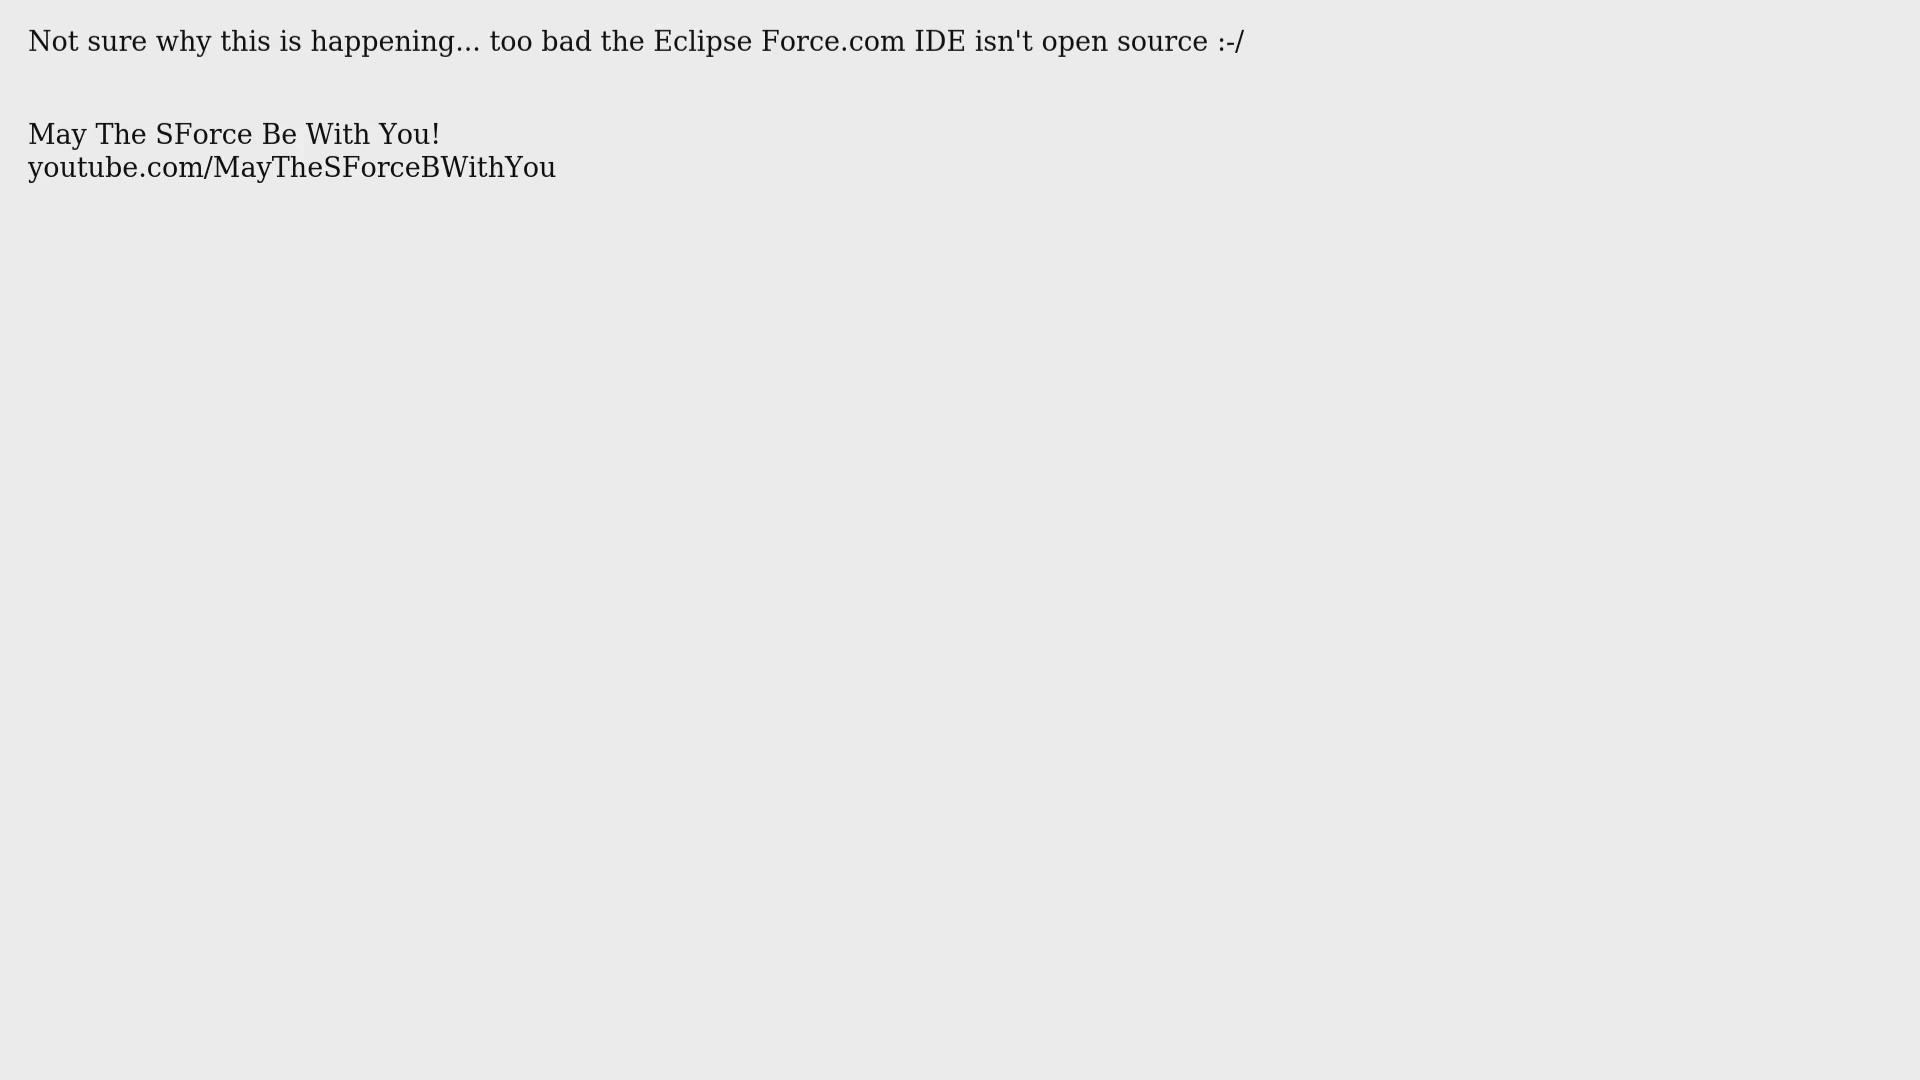 Not sure why this is happening... too bad the Eclipse Force.com IDE isn't open source :-/
May The SForce Be With You!
youtube.com/MayTheSForceBWithYou